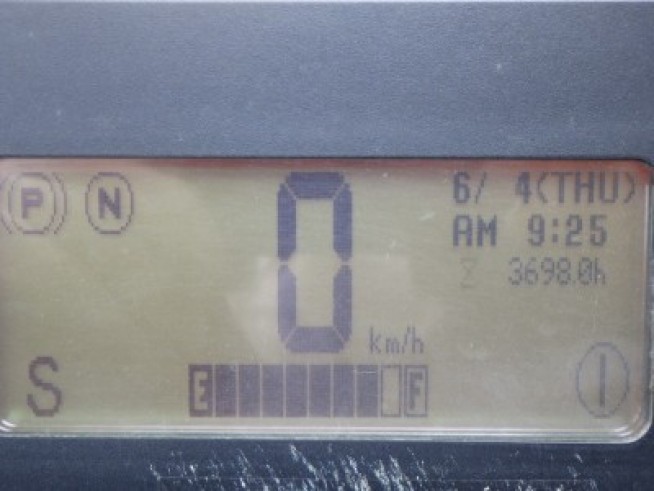 P N
6/ 4(THU)
AM 9:25
3698.0h
0 km/h
S
E F
I